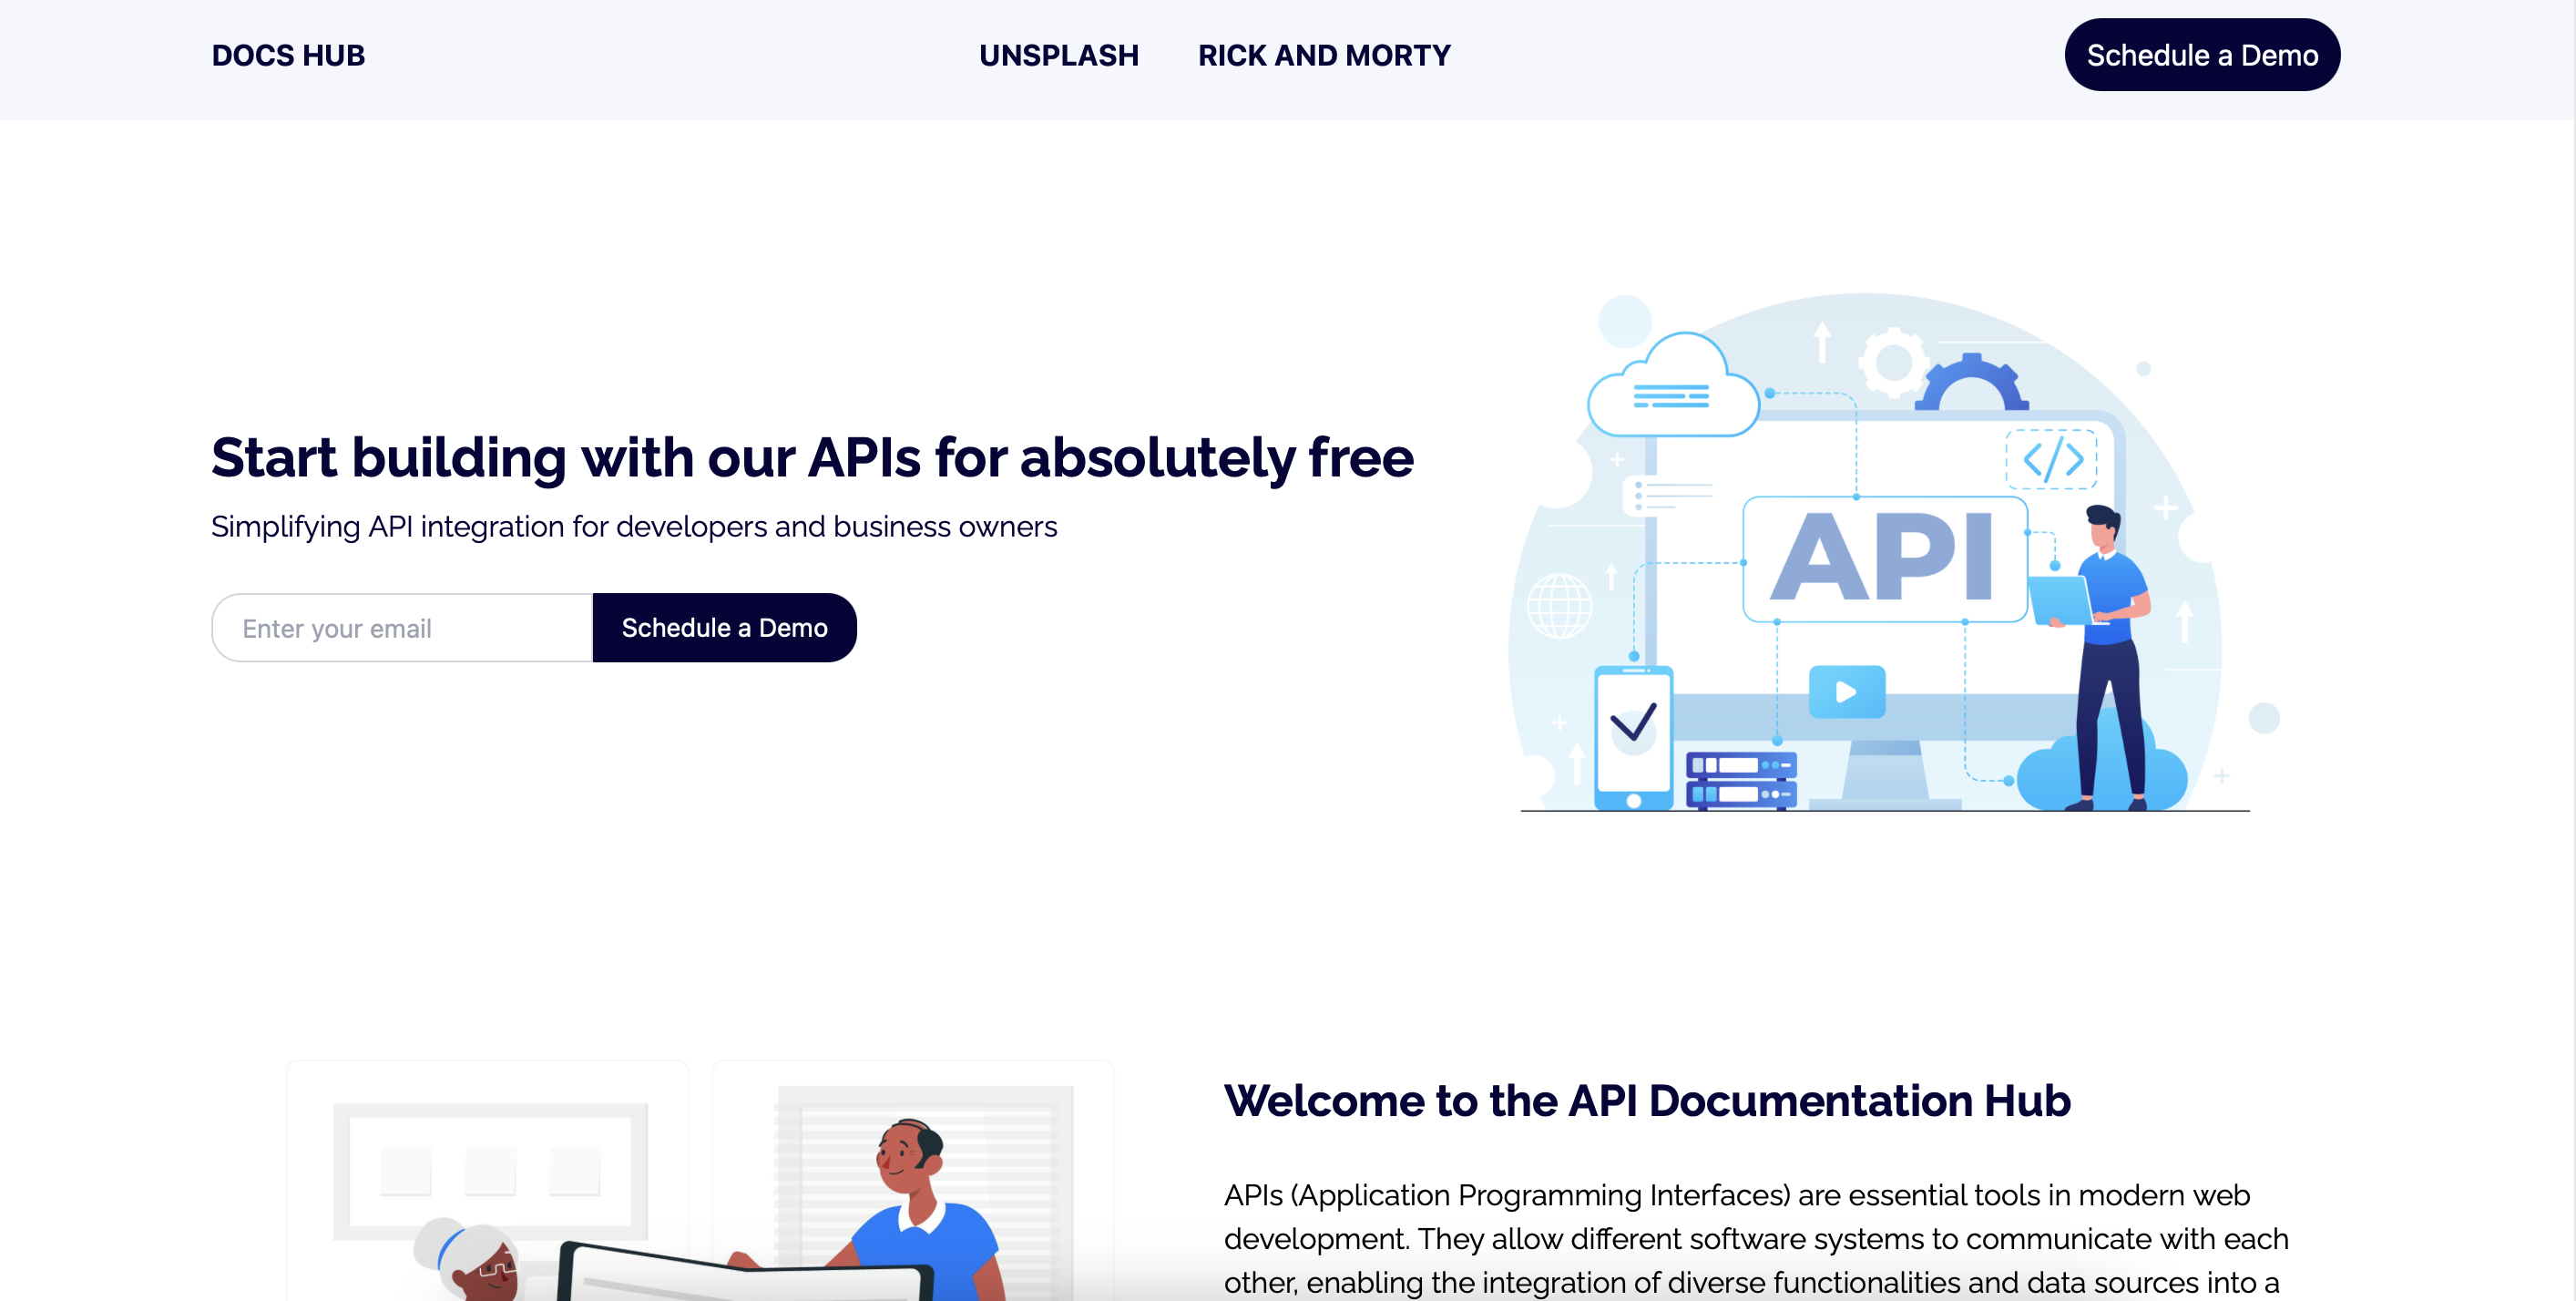 DOCS HUB
UNSPLASH
RICK AND MORTY
Schedule a Demo
Start building with our APIs for absolutely free
Simplifying API integration for developers and business owners
Enter your email
Schedule a Demo
API
</>
Welcome to the API Documentation Hub
APIs (Application Programming Interfaces) are essential tools in modern web
development. They allow different software systems to communicate with each
other, enabling the integration of diverse functionalities and data sources into a